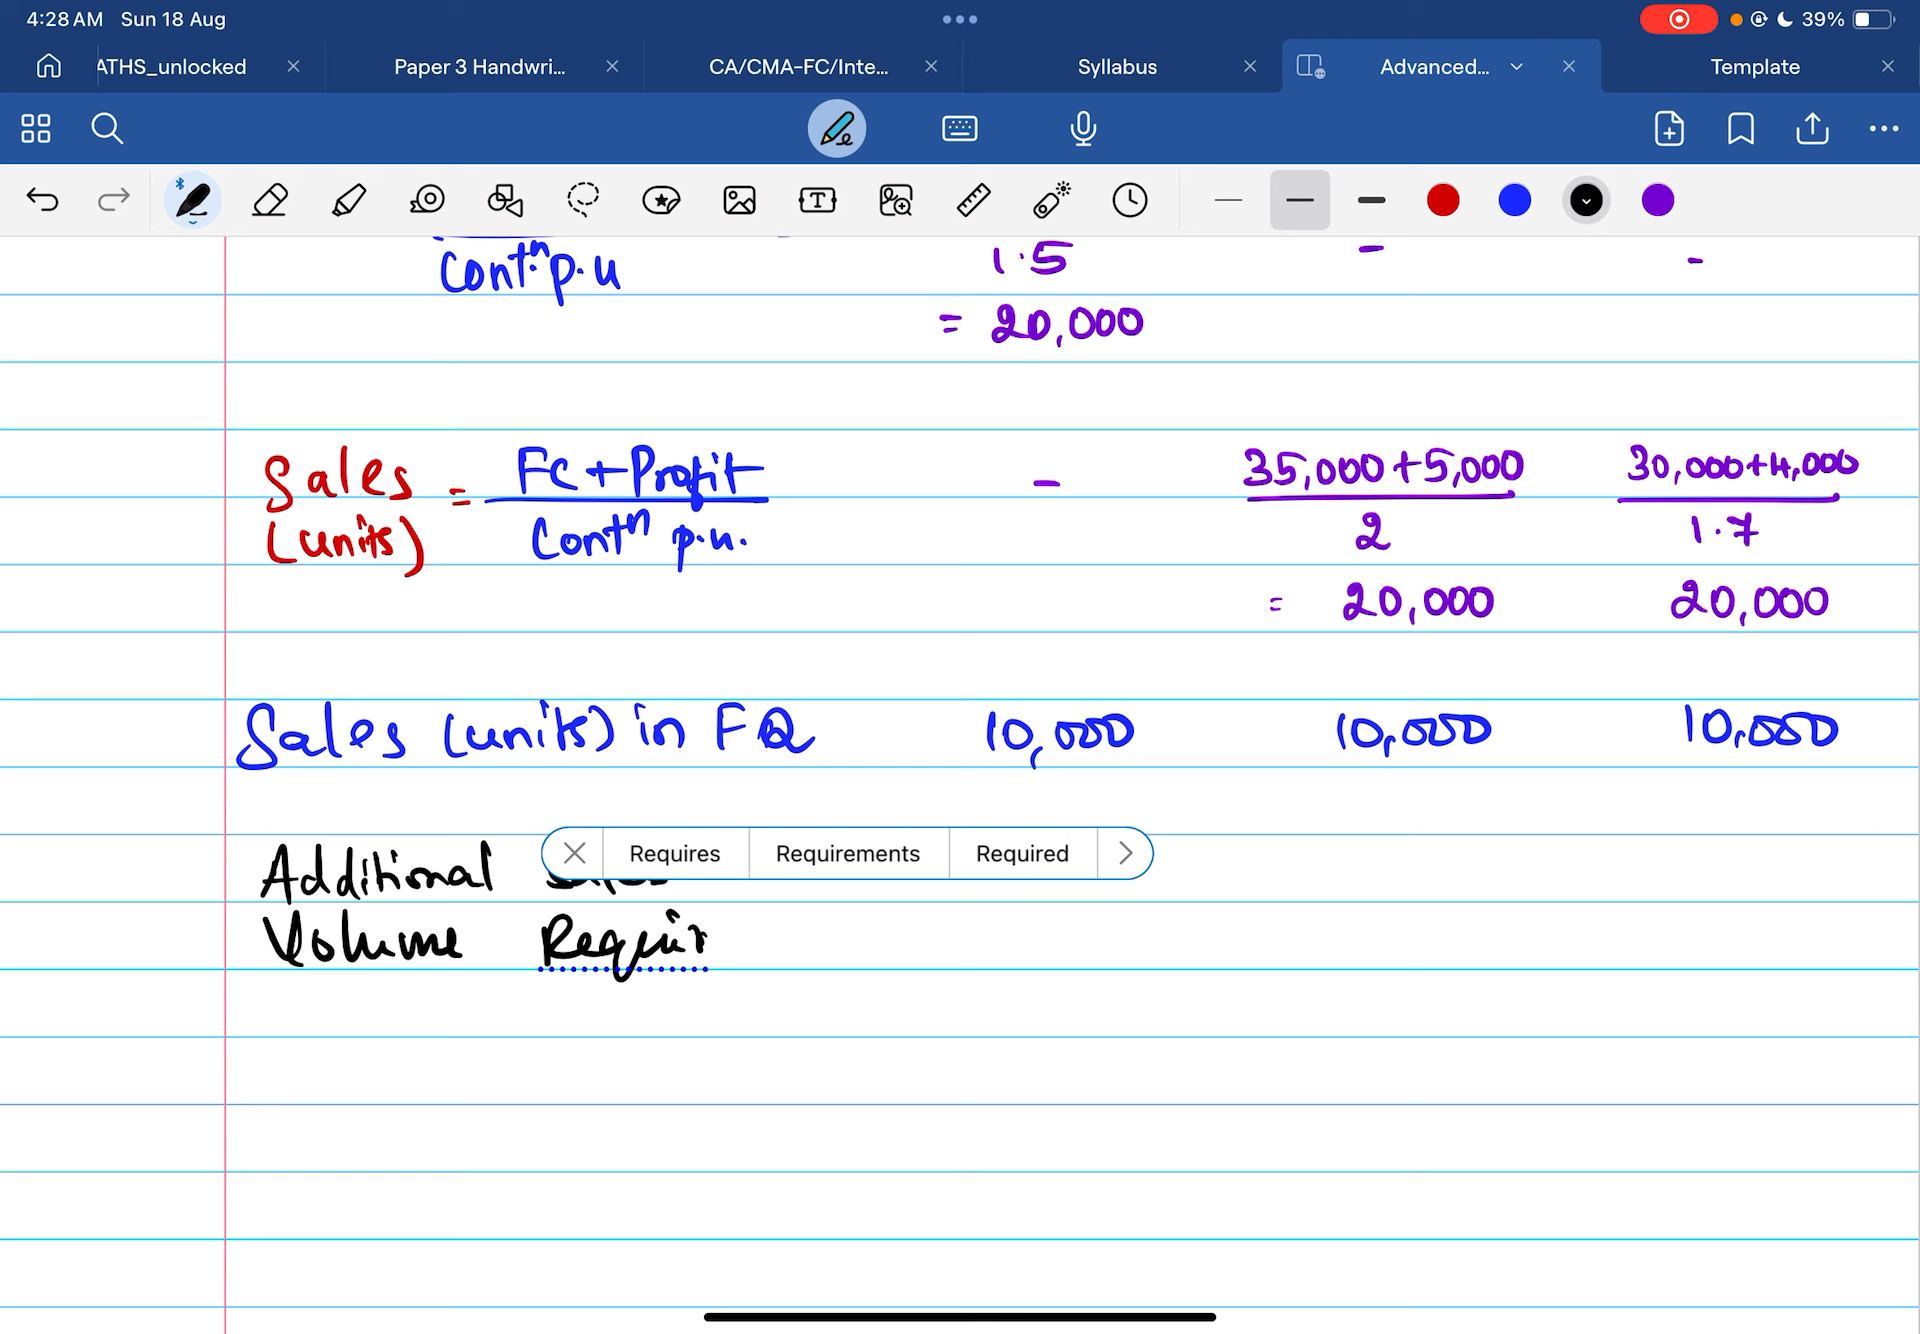 4:28 AM Sun 18 Aug 39%
ATHS_unlocked Paper 3 Handwri... CA/CMA-FC/Inte... Syllabus Advanced... Template
Contⁿ. p.u 1.5 - -
= 20,000
Sales (units) = FC + Profit / Contⁿ p.u. - 35,000 + 5,000 / 2 30,000 + 4,000 / 1.7
= 20,000 20,000
Sales (units) in FQ 10,000 10,000 10,000
Requires Requirements Required
Additional
Volume Requir